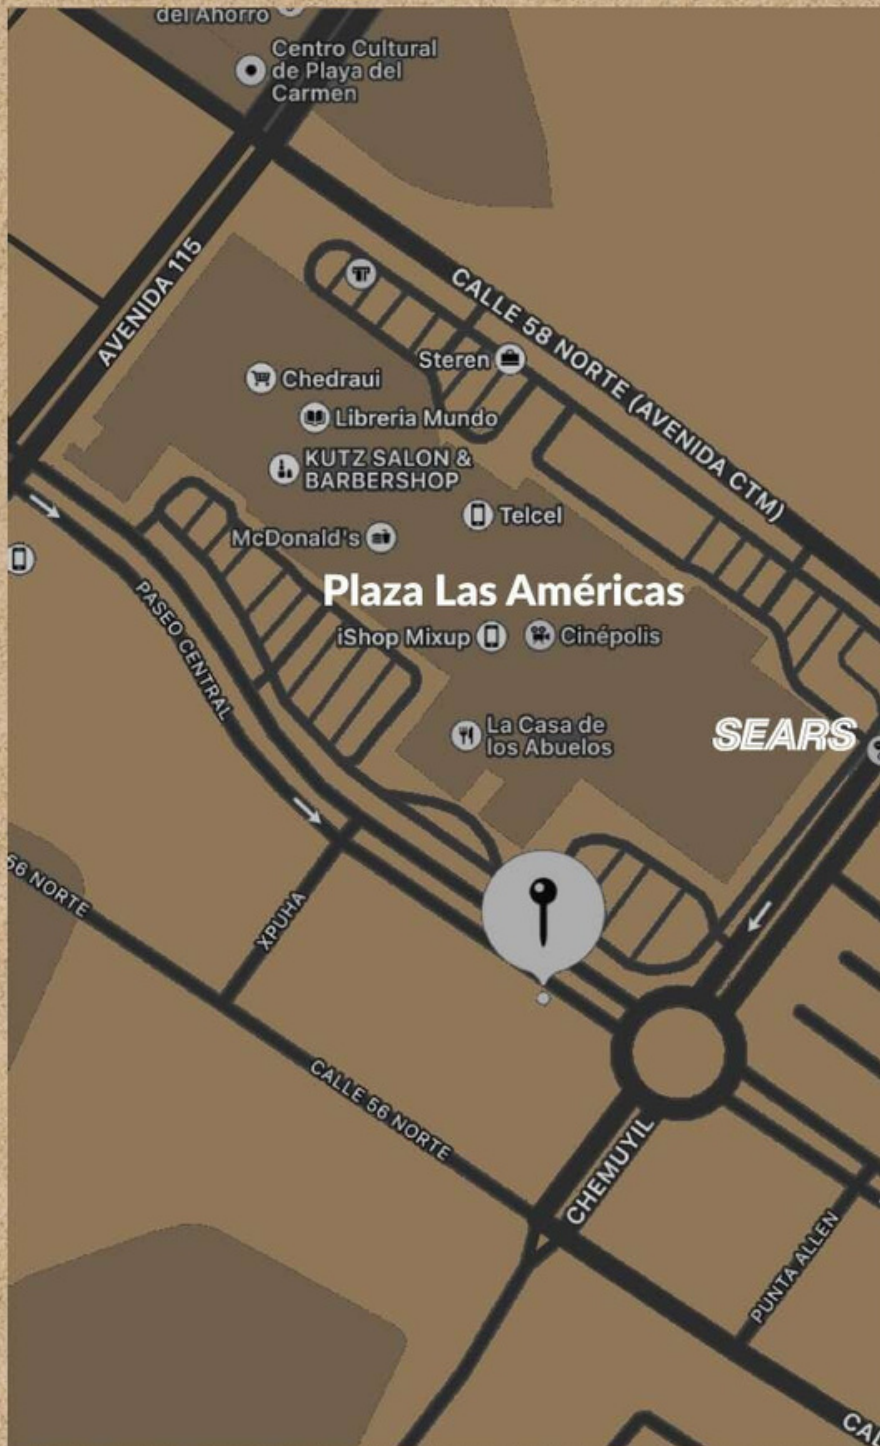 del Ahorro
Centro Cultural
de Playa del
Carmen
AVENIDA 115
CALLE 58 NORTE (AVENIDA CTM)
Steren
Chedraui
Libreria Mundo
KUTZ SALON &
BARBERSHOP
Telcel
McDonald's
Plaza Las Américas
iShop Mixup
Cinépolis
PASEO CENTRAL
La Casa de
los Abuelos
SEARS
56 NORTE
XPUHA
CALLE 56 NORTE
CHEMUYIL
PUNTA ALLEN
CAL